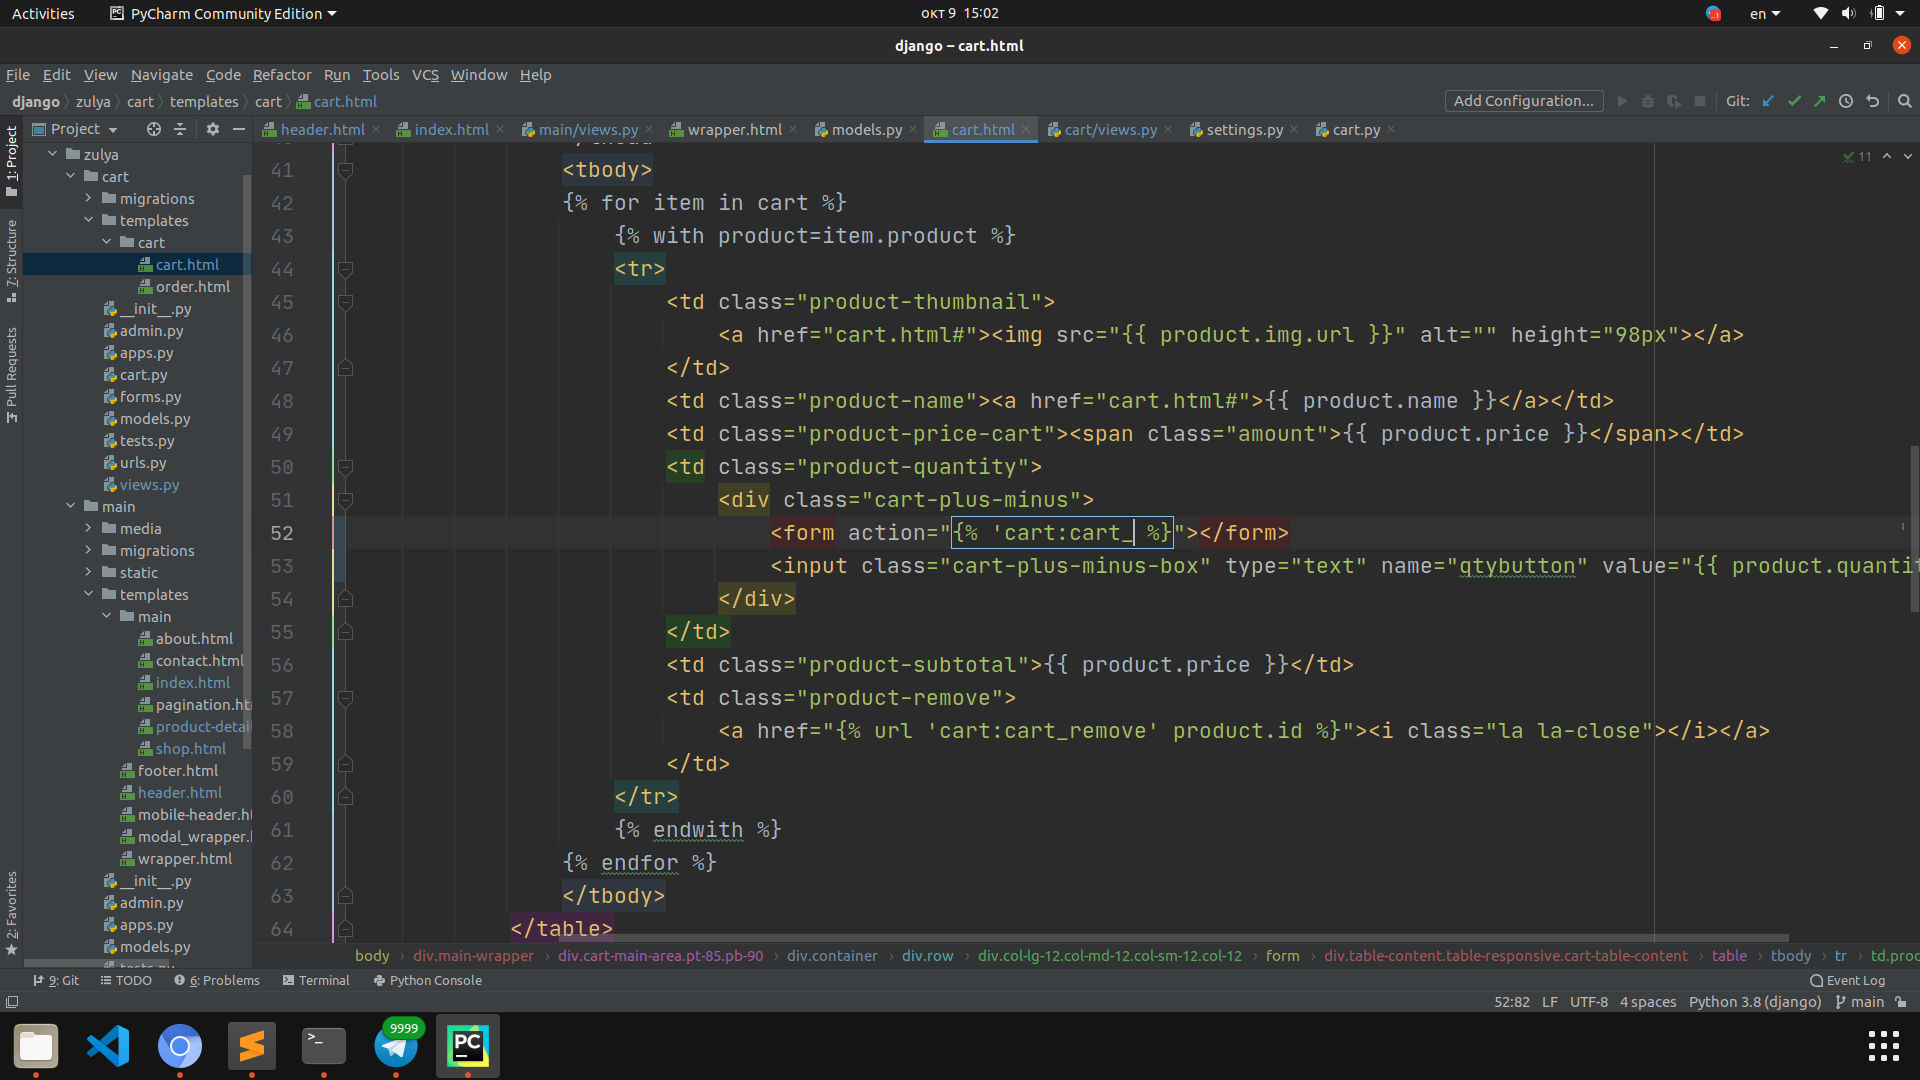 Activities
PyCharm Community Edition
окт 9 15:02
en
django – cart.html
File Edit View Navigate Code Refactor Run Tools VCS Window Help
django zulya cart templates cart cart.html
Add Configuration...
Git:
Project
header.html
index.html
main/views.py
wrapper.html
models.py
cart.html
cart/views.py
settings.py
cart.py
1: Project
7: Structure
Pull Requests
2: Favorites
zulya
cart
migrations
templates
cart
cart.html
order.html
__init__.py
admin.py
apps.py
cart.py
forms.py
models.py
tests.py
urls.py
views.py
main
media
migrations
static
templates
main
about.html
contact.html
index.html
pagination.ht
product-detail
shop.html
footer.html
header.html
mobile-header.ht
modal_wrapper.h
wrapper.html
__init__.py
admin.py
apps.py
models.py
11
41 <tbody>
42 {% for item in cart %}
43 {% with product=item.product %}
44 <tr>
45 <td class="product-thumbnail">
46 <a href="cart.html#"><img src="{{ product.img.url }}" alt="" height="98px"></a>
47 </td>
48 <td class="product-name"><a href="cart.html#">{{ product.name }}</a></td>
49 <td class="product-price-cart"><span class="amount">{{ product.price }}</span></td>
50 <td class="product-quantity">
51 <div class="cart-plus-minus">
52 <form action="{% 'cart:cart_ %}"></form>
53 <input class="cart-plus-minus-box" type="text" name="qtybutton" value="{{ product.quantit
54 </div>
55 </td>
56 <td class="product-subtotal">{{ product.price }}</td>
57 <td class="product-remove">
58 <a href="{% url 'cart:cart_remove' product.id %}"><i class="la la-close"></i></a>
59 </td>
60 </tr>
61 {% endwith %}
62 {% endfor %}
63 </tbody>
64 </table>
body div.main-wrapper div.cart-main-area.pt-85.pb-90 div.container div.row div.col-lg-12.col-md-12.col-sm-12.col-12 form div.table-content.table-responsive.cart-table-content table tbody tr td.proc
9: Git TODO 6: Problems Terminal Python Console Event Log
52:82 LF UTF-8 4 spaces Python 3.8 (django) main
9999
PC